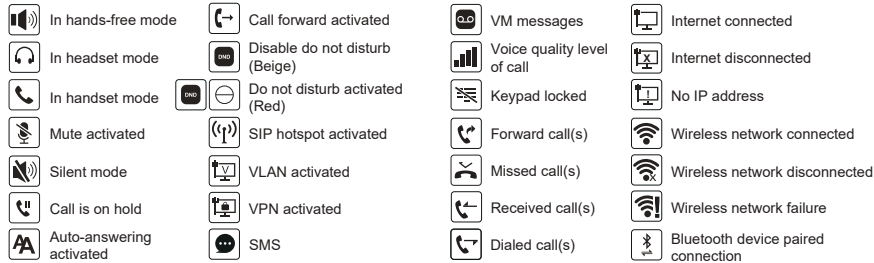 In hands-free mode
In headset mode
In handset mode
Mute activated
Silent mode
Call is on hold
AA
Auto-answering
activated
Call forward activated
DND
Disable do not disturb
(Beige)
DND
Do not disturb activated
(Red)
SIP hotspot activated
V
VLAN activated
VPN activated
SMS
VM messages
Voice quality level
of call
Keypad locked
Forward call(s)
Missed call(s)
Received call(s)
Dialed call(s)
Internet connected
X
Internet disconnected
!
No IP address
Wireless network connected
X
Wireless network disconnected
!
Wireless network failure
Bluetooth device paired
connection